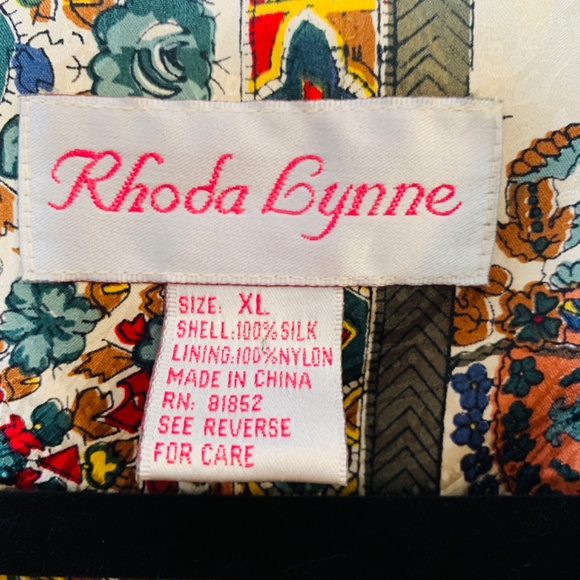 Rhoda Lynne
SIZE: XL
SHELL:100%SILK
LINING:100%NYLON
MADE IN CHINA
RN: 81852
SEE REVERSE
FOR CARE